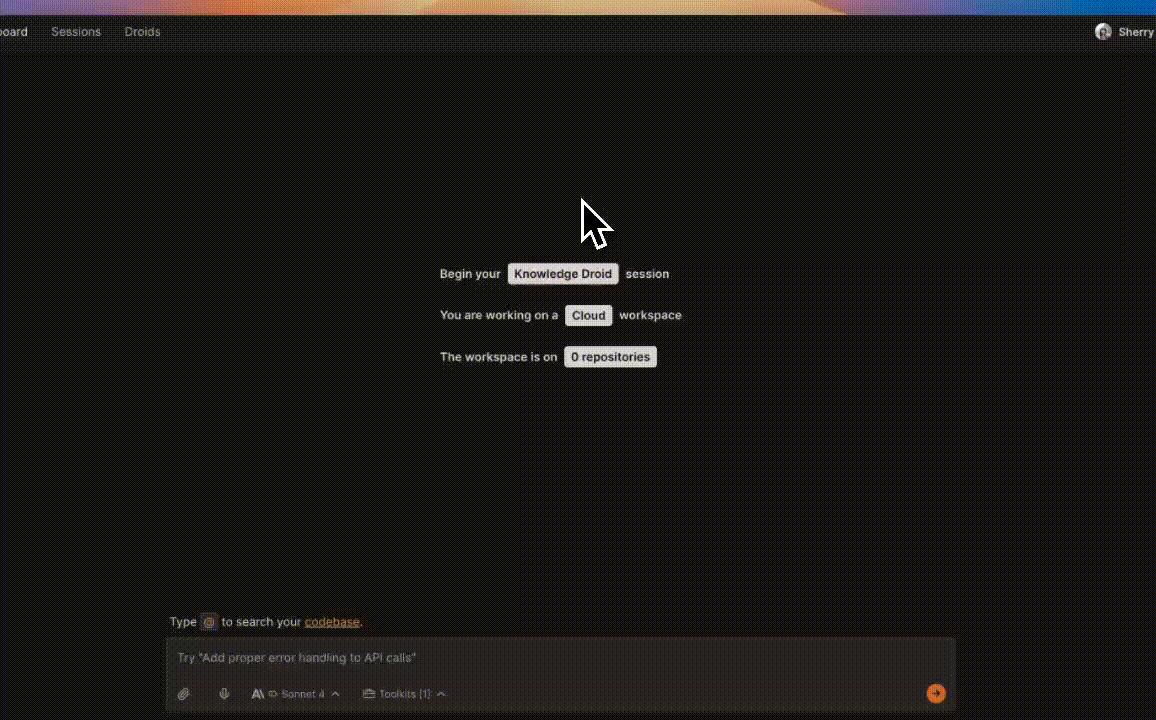 board Sessions Droids Sherry
Begin your Knowledge Droid session
You are working on a Cloud workspace
The workspace is on 0 repositories
Type @ to search your codebase.
Try "Add proper error handling to API calls"
A\ Sonnet 4 Toolkits (1)